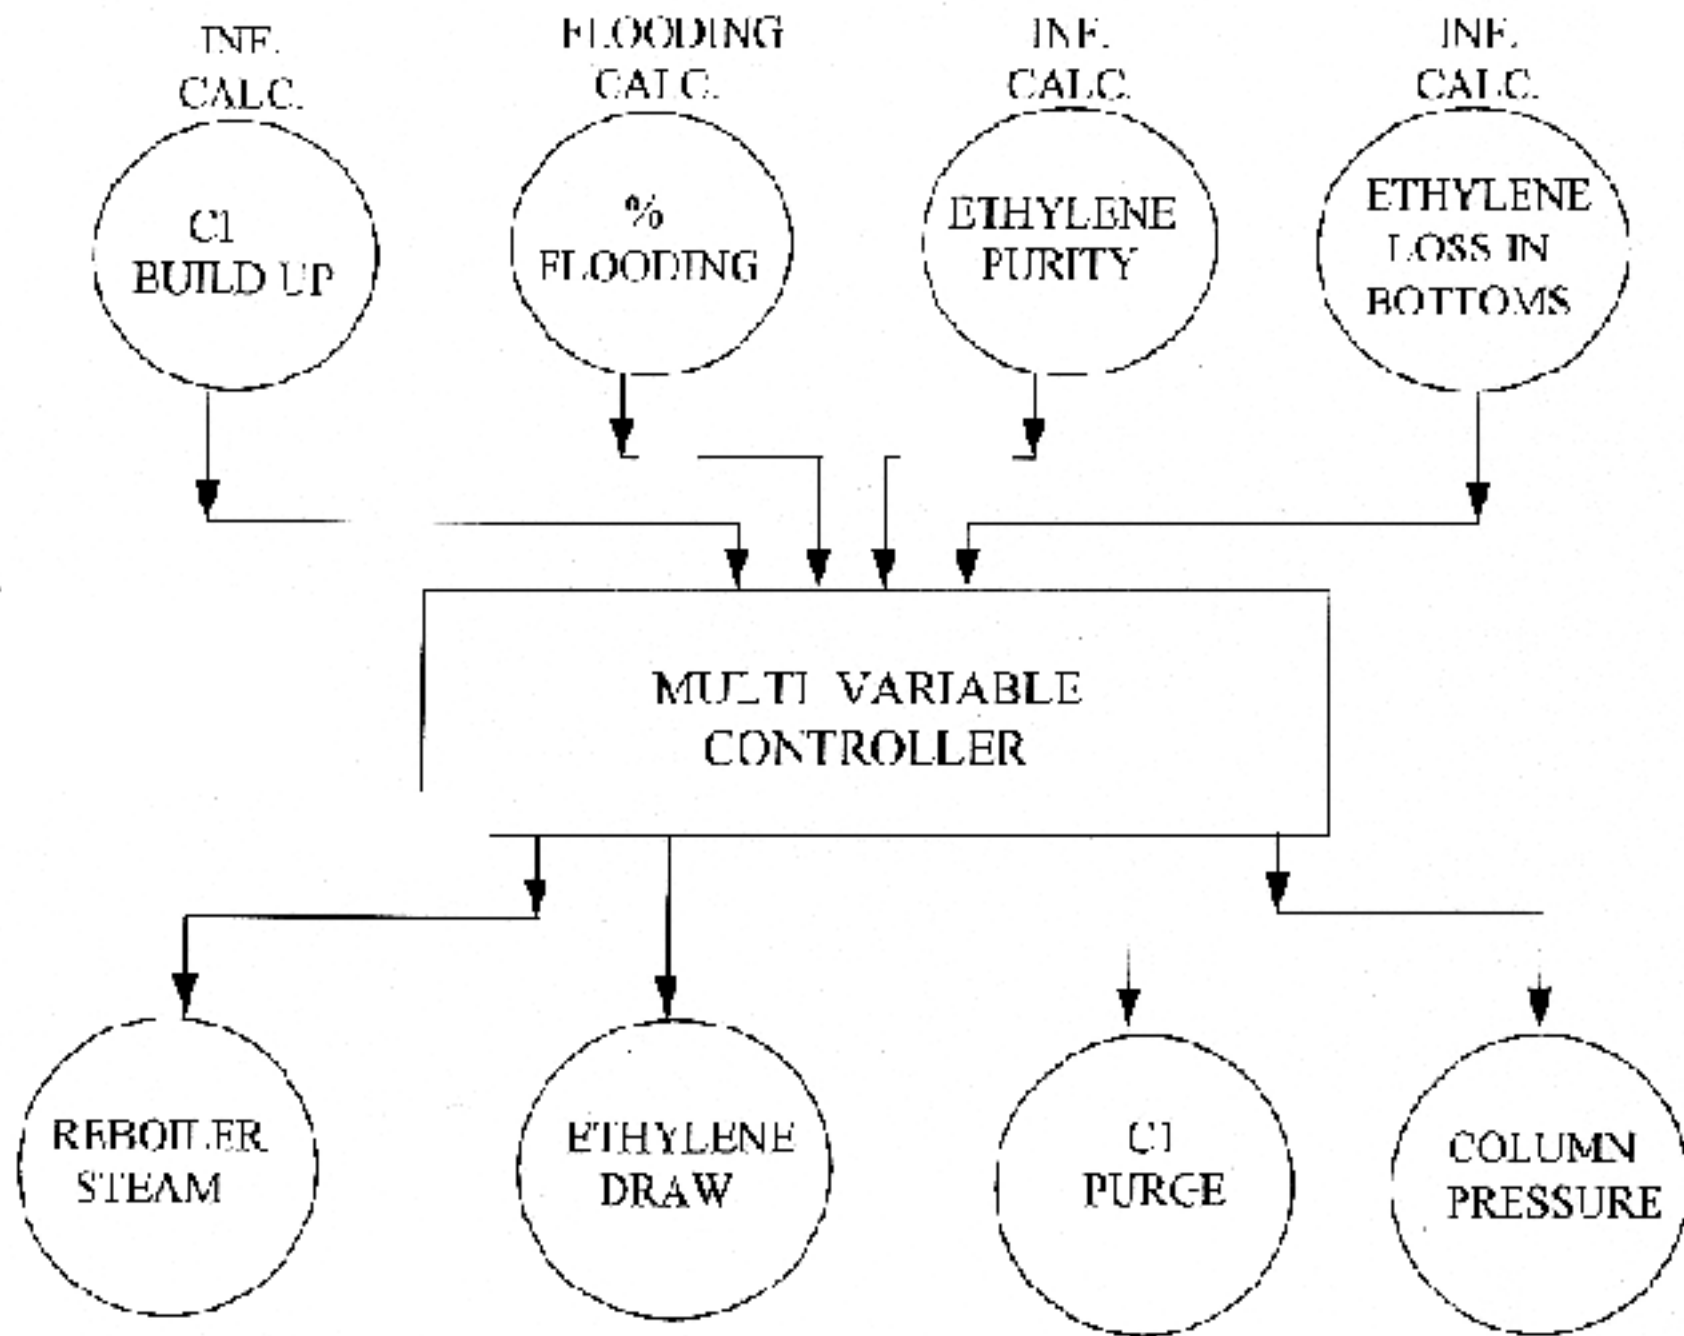 INF.
CALC.
FLOODING
CALC.
INF.
CALC.
INF.
CALC.
C1
BUILD UP
%
FLOODING
ETHYLENE
PURITY
ETHYLENE
LOSS IN
BOTTOMS
MULTI VARIABLE
CONTROLLER
REBOILER
STEAM
ETHYLENE
DRAW
C1
PURGE
COLUMN
PRESSURE